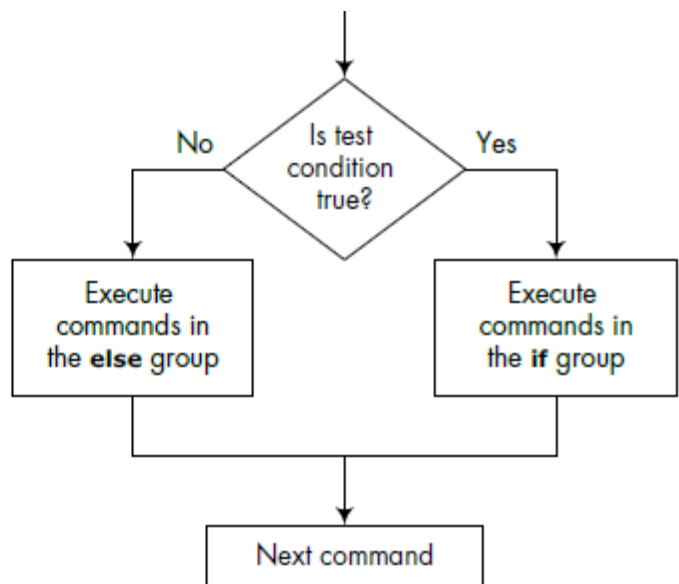 Is test
condition
true?
No
Yes
Execute
commands in
the else group
Execute
commands in
the if group
Next command